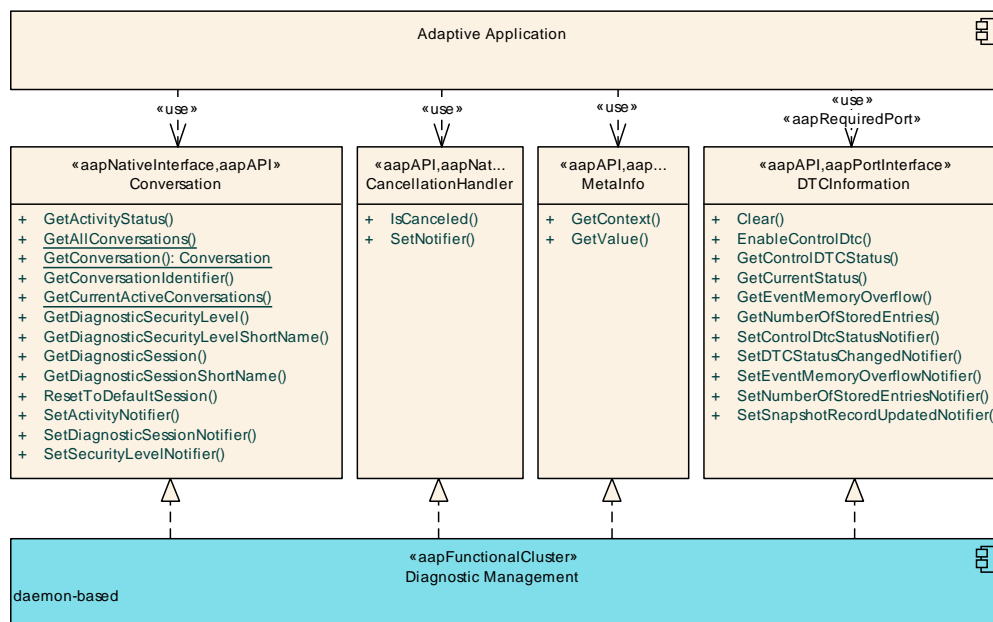 Adaptive Application
«use»
«use»
«use»
«use»
«aapRequiredPort»
«aapNativeInterface,aapAPI»
Conversation
+ GetActivityStatus()
+ GetAllConversations()
+ GetConversation(): Conversation
+ GetConversationIdentifier()
+ GetCurrentActiveConversations()
+ GetDiagnosticSecurityLevel()
+ GetDiagnosticSecurityLevelShortName()
+ GetDiagnosticSession()
+ GetDiagnosticSessionShortName()
+ ResetToDefaultSession()
+ SetActivityNotifier()
+ SetDiagnosticSessionNotifier()
+ SetSecurityLevelNotifier()
«aapAPI,aapNat...
CancellationHandler
+ IsCanceled()
+ SetNotifier()
«aapAPI,aap...
MetaInfo
+ GetContext()
+ GetValue()
«aapAPI,aapPortInterface»
DTCInformation
+ Clear()
+ EnableControlDtc()
+ GetControlDTCStatus()
+ GetCurrentStatus()
+ GetEventMemoryOverflow()
+ GetNumberOfStoredEntries()
+ SetControlDtcStatusNotifier()
+ SetDTCStatusChangedNotifier()
+ SetEventMemoryOverflowNotifier()
+ SetNumberOfStoredEntriesNotifier()
+ SetSnapshotRecordUpdatedNotifier(
«aapFunctionalCluster»
Diagnostic Management
daemon-based